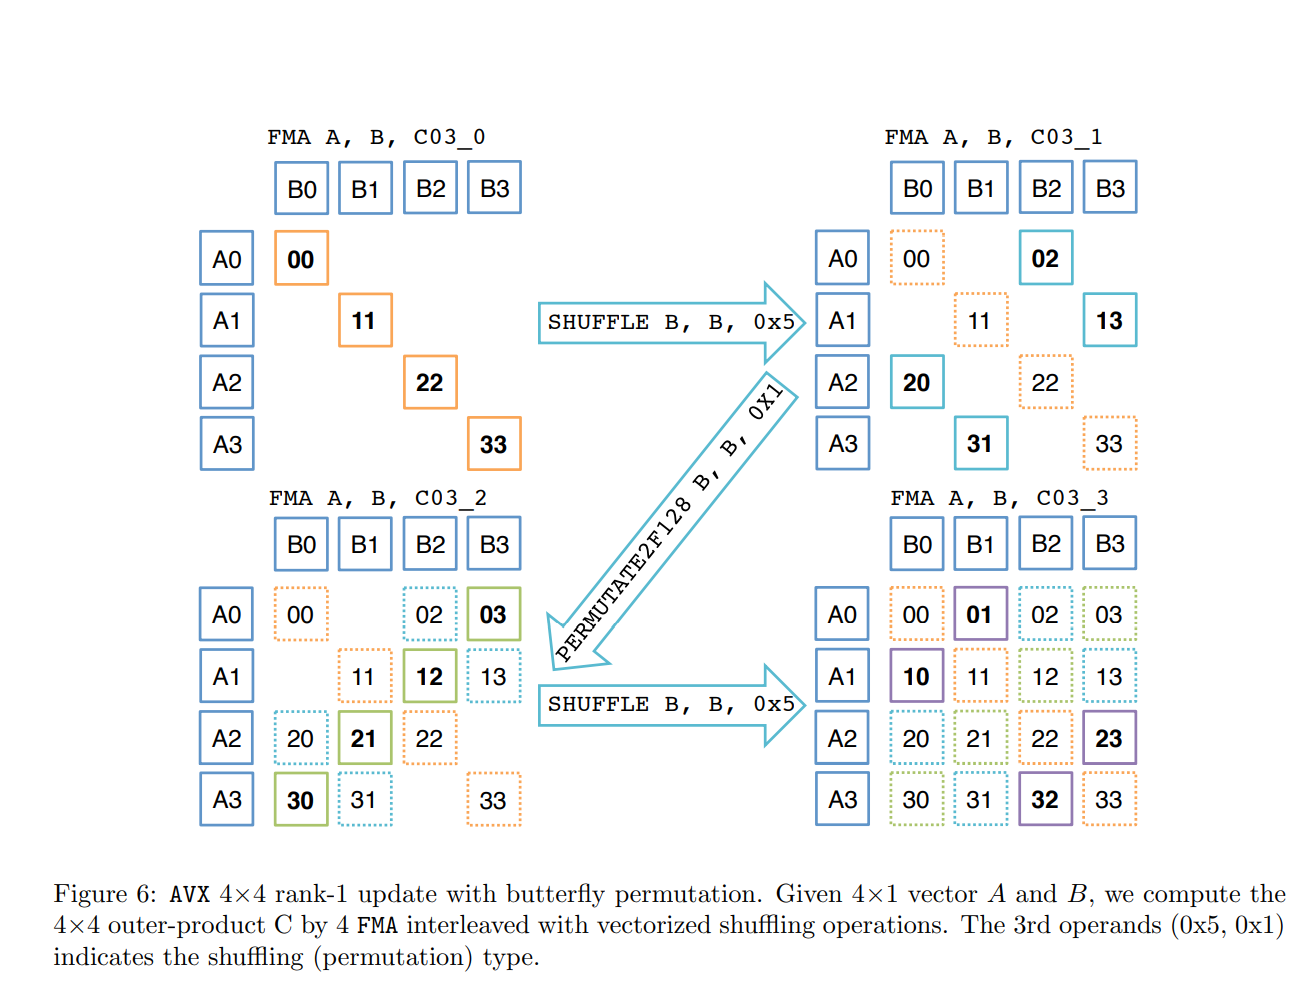 FMA A, B, C03_0
B0 B1 B2 B3
A0 00
A1 11
A2 22
A3 33
SHUFFLE B, B, 0x5
FMA A, B, C03_1
B0 B1 B2 B3
A0 00 02
A1 11 13
A2 20 22
A3 31 33
PERMUTATE2F128 B, B, 0X1
FMA A, B, C03_2
B0 B1 B2 B3
A0 00 02 03
A1 11 12 13
A2 20 21 22
A3 30 31 33
SHUFFLE B, B, 0x5
FMA A, B, C03_3
B0 B1 B2 B3
A0 00 01 02 03
A1 10 11 12 13
A2 20 21 22 23
A3 30 31 32 33
Figure 6: AVX 4×4 rank-1 update with butterfly permutation. Given 4×1 vector A and B, we compute the
4×4 outer-product C by 4 FMA interleaved with vectorized shuffling operations. The 3rd operands (0x5, 0x1)
indicates the shuffling (permutation) type.